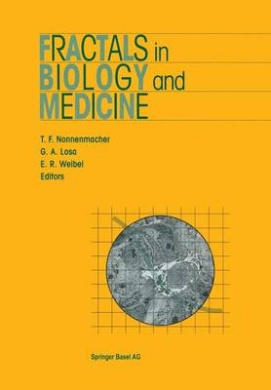 FRACTALS in
BIOLOGY and
MEDICINE
T. F. Nonnenmacher
G. A. Losa
E. R. Weibel
Editors
Springer Basel AG